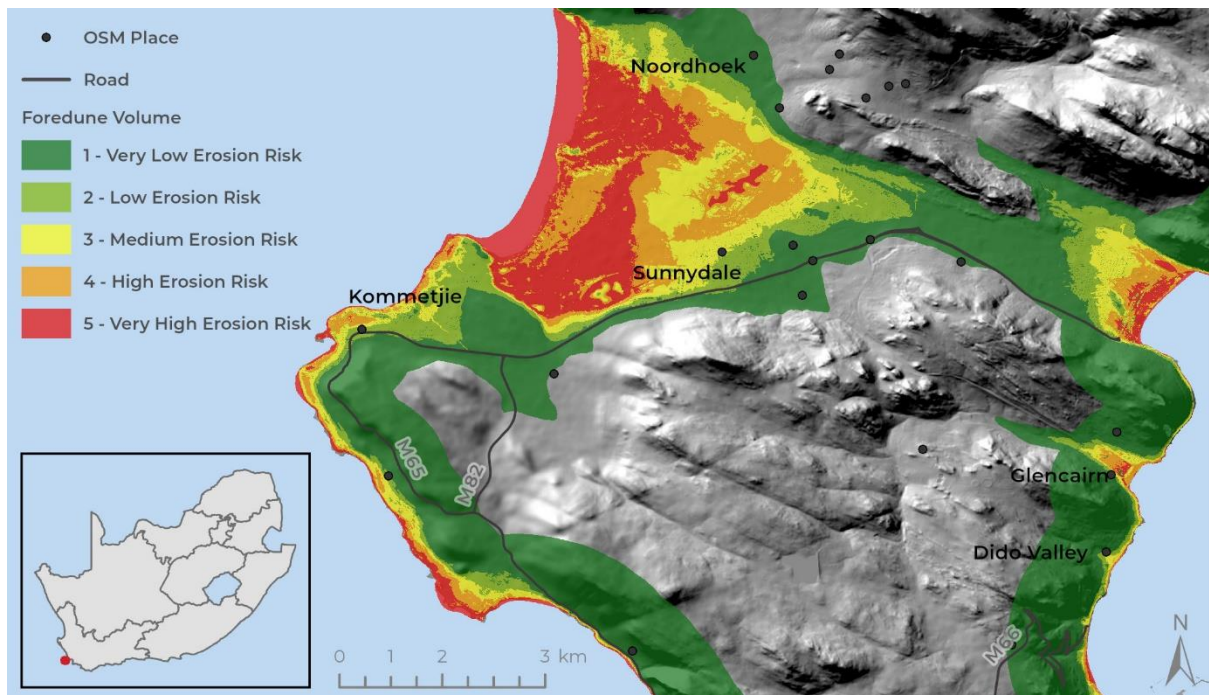 OSM Place
Road
Foredune Volume
1 - Very Low Erosion Risk
2 - Low Erosion Risk
3 - Medium Erosion Risk
4 - High Erosion Risk
5 - Very High Erosion Risk
Noordhoek
Sunnydale
Kommetjie
M65
M82
Glencairn
Dido Valley
M66
0 1 2 3 km
N